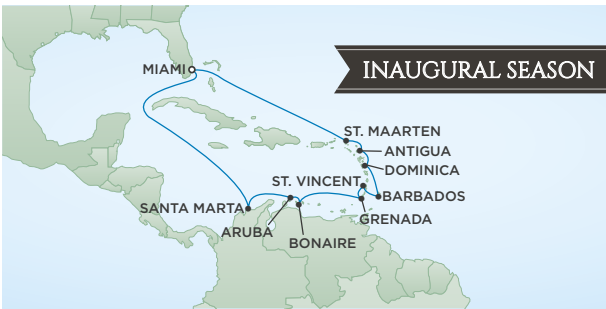 MIAMI
INAUGURAL SEASON
ST. MAARTEN
ANTIGUA
DOMINICA
ST. VINCENT
BARBADOS
SANTA MARTA
GRENADA
ARUBA
BONAIRE